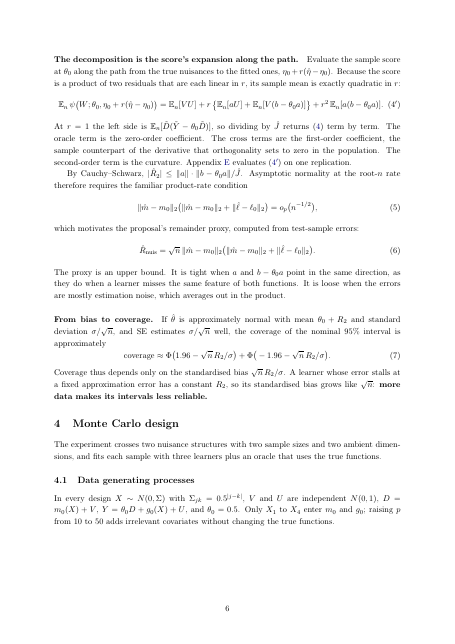 The decomposition is the score's expansion along the path. Evaluate the sample score
at θ₀ along the path from the true nuisances to the fitted ones, η₀ + r(η̂ − η₀). Because the score
is a product of two residuals that are each linear in r, its sample mean is exactly quadratic in r:
𝔼ₙ ψ(W; θ₀, η₀ + r(η̂ − η₀)) = 𝔼ₙ[VU] + r {𝔼ₙ[aU] + 𝔼ₙ[V(b − θ₀a)]} + r² 𝔼ₙ[a(b − θ₀a)]. (4′)
At r = 1 the left side is 𝔼ₙ[D̃(Ỹ − θ₀D̃)], so dividing by Ĵ returns (4) term by term. The
oracle term is the zero-order coefficient. The cross terms are the first-order coefficient, the
sample counterpart of the derivative that orthogonality sets to zero in the population. The
second-order term is the curvature. Appendix E evaluates (4′) on one replication.
By Cauchy–Schwarz, |R̂₂| ≤ ‖a‖ · ‖b − θ₀a‖/Ĵ. Asymptotic normality at the root-n rate
therefore requires the familiar product-rate condition
‖m̂ − m₀‖₂(‖m̂ − m₀‖₂ + ‖ℓ̂ − ℓ₀‖₂) = oₚ(n^{−1/2}), (5)
which motivates the proposal's remainder proxy, computed from test-sample errors:
R̂ₙᵤᵢₛ = √n ‖m̂ − m₀‖₂(‖m̂ − m₀‖₂ + ‖ℓ̂ − ℓ₀‖₂). (6)
The proxy is an upper bound. It is tight when a and b − θ₀a point in the same direction, as
they do when a learner misses the same feature of both functions. It is loose when the errors
are mostly estimation noise, which averages out in the product.
From bias to coverage. If θ̂ is approximately normal with mean θ₀ + R₂ and standard
deviation σ/√n, and SE estimates σ/√n well, the coverage of the nominal 95% interval is
approximately
coverage ≈ Φ(1.96 − √n R₂/σ) + Φ(− 1.96 − √n R₂/σ). (7)
Coverage thus depends only on the standardised bias √n R₂/σ. A learner whose error stalls at
a fixed approximation error has a constant R₂, so its standardised bias grows like √n: more
data makes its intervals less reliable.
4 Monte Carlo design
The experiment crosses two nuisance structures with two sample sizes and two ambient dimen-
sions, and fits each sample with three learners plus an oracle that uses the true functions.
4.1 Data generating processes
In every design X ∼ N(0, Σ) with Σⱼₖ = 0.5^{|j−k|}, V and U are independent N(0, 1), D =
m₀(X) + V, Y = θ₀D + g₀(X) + U, and θ₀ = 0.5. Only X₁ to X₄ enter m₀ and g₀; raising p
from 10 to 50 adds irrelevant covariates without changing the true functions.
6